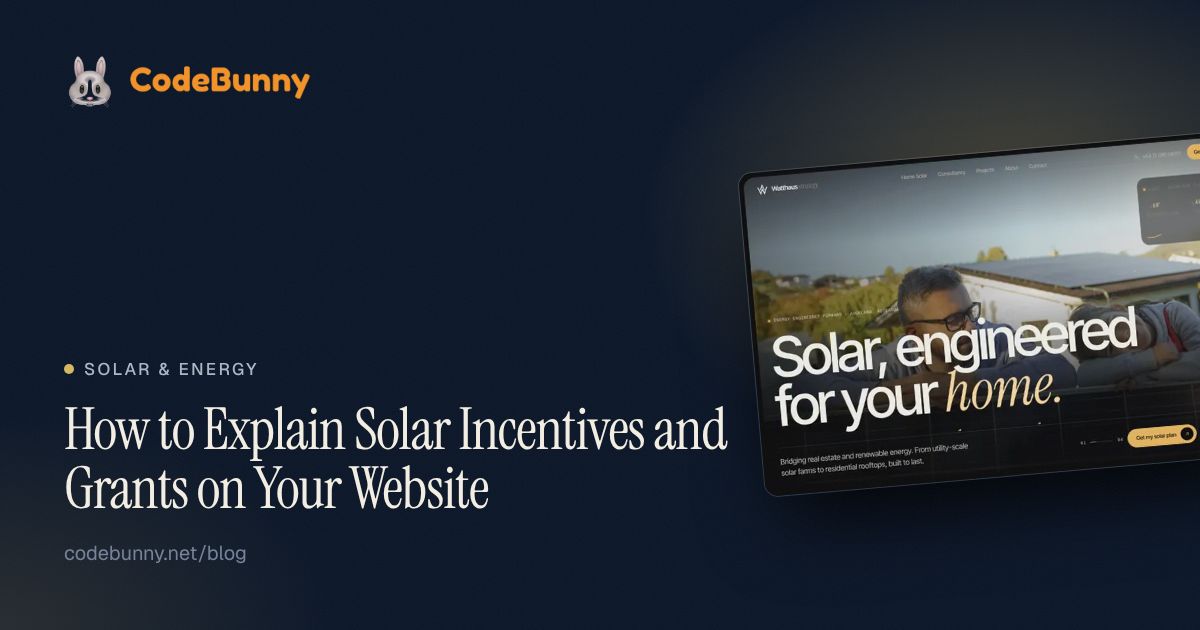 CodeBunny
SOLAR & ENERGY
How to Explain Solar Incentives and
Grants on Your Website
codebunny.net/blog
Watthaus
Home Solar Consultancy Projects About Contact
Solar, engineered
for your home.
Bridging real estate and renewable energy. From utility-scale
solar farms to residential rooftops, built to last.
Get my solar plan